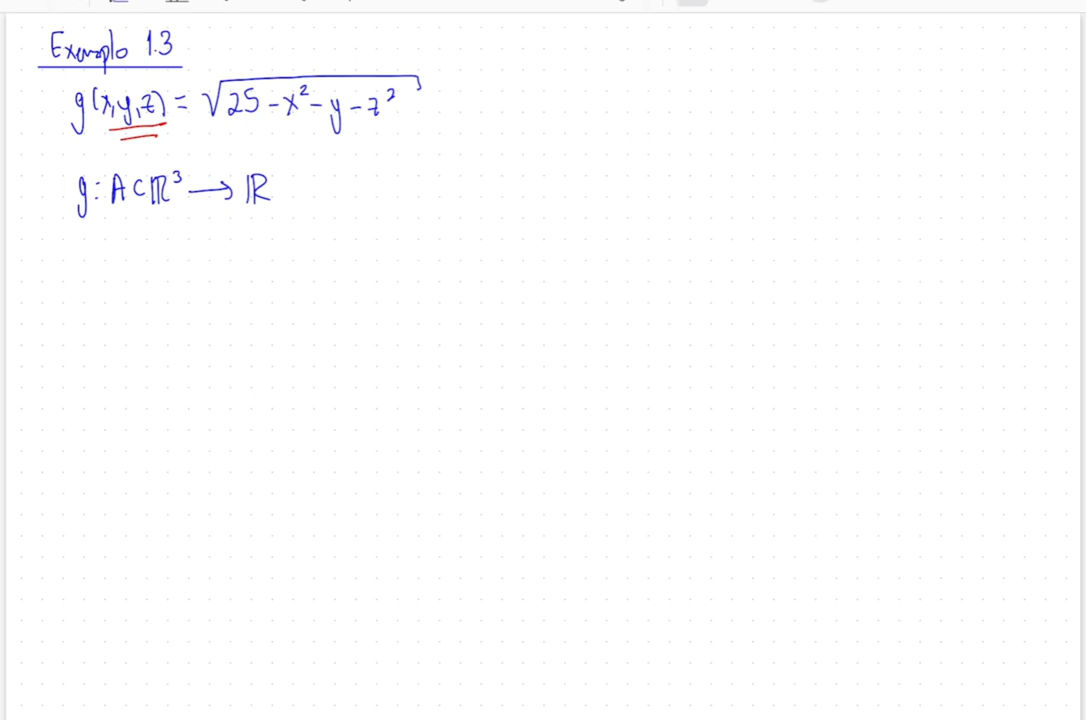 Exemplo 1.3
g(x,y,z) = √25 - x² - y - z²
g: A ⊂ ℝ³ → ℝ